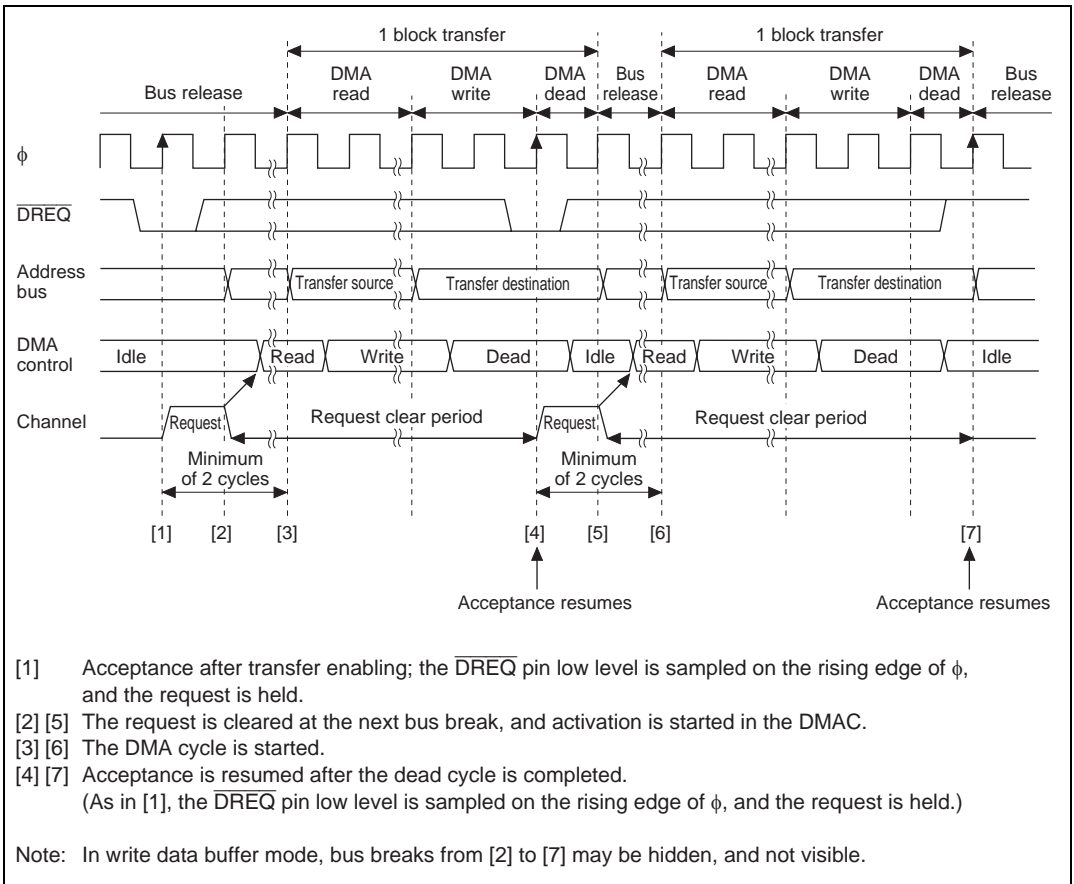 1 block transfer 1 block transfer
Bus release DMA read DMA write DMA dead Bus release DMA read DMA write DMA dead Bus release
φ
DREQ
Address bus Transfer source Transfer destination Transfer source Transfer destination
DMA control Idle Read Write Dead Idle Read Write Dead Idle
Channel Request Request clear period Request Request clear period
Minimum of 2 cycles Minimum of 2 cycles
[1] [2] [3] [4] [5] [6] [7]
Acceptance resumes Acceptance resumes
[1] Acceptance after transfer enabling; the DREQ pin low level is sampled on the rising edge of φ,
and the request is held.
[2] [5] The request is cleared at the next bus break, and activation is started in the DMAC.
[3] [6] The DMA cycle is started.
[4] [7] Acceptance is resumed after the dead cycle is completed.
(As in [1], the DREQ pin low level is sampled on the rising edge of φ, and the request is held.)
Note: In write data buffer mode, bus breaks from [2] to [7] may be hidden, and not visible.